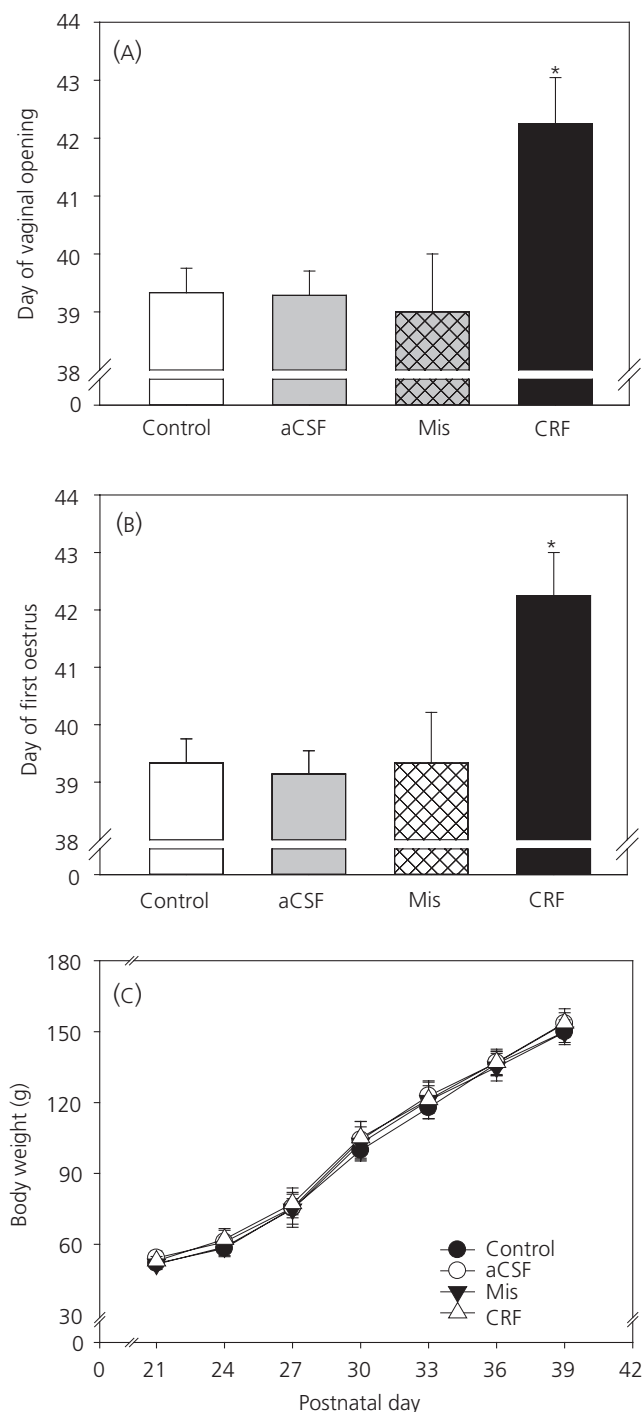 (A)
Day of vaginal opening
44
43
42
41
40
39
38
0
*
Control aCSF Mis CRF
(B)
Day of first oestrus
44
43
42
41
40
39
38
0
*
Control aCSF Mis CRF
(C)
Body weight (g)
180
150
120
90
60
30
0
Control
aCSF
Mis
CRF
0 21 24 27 30 33 36 39 42
Postnatal day